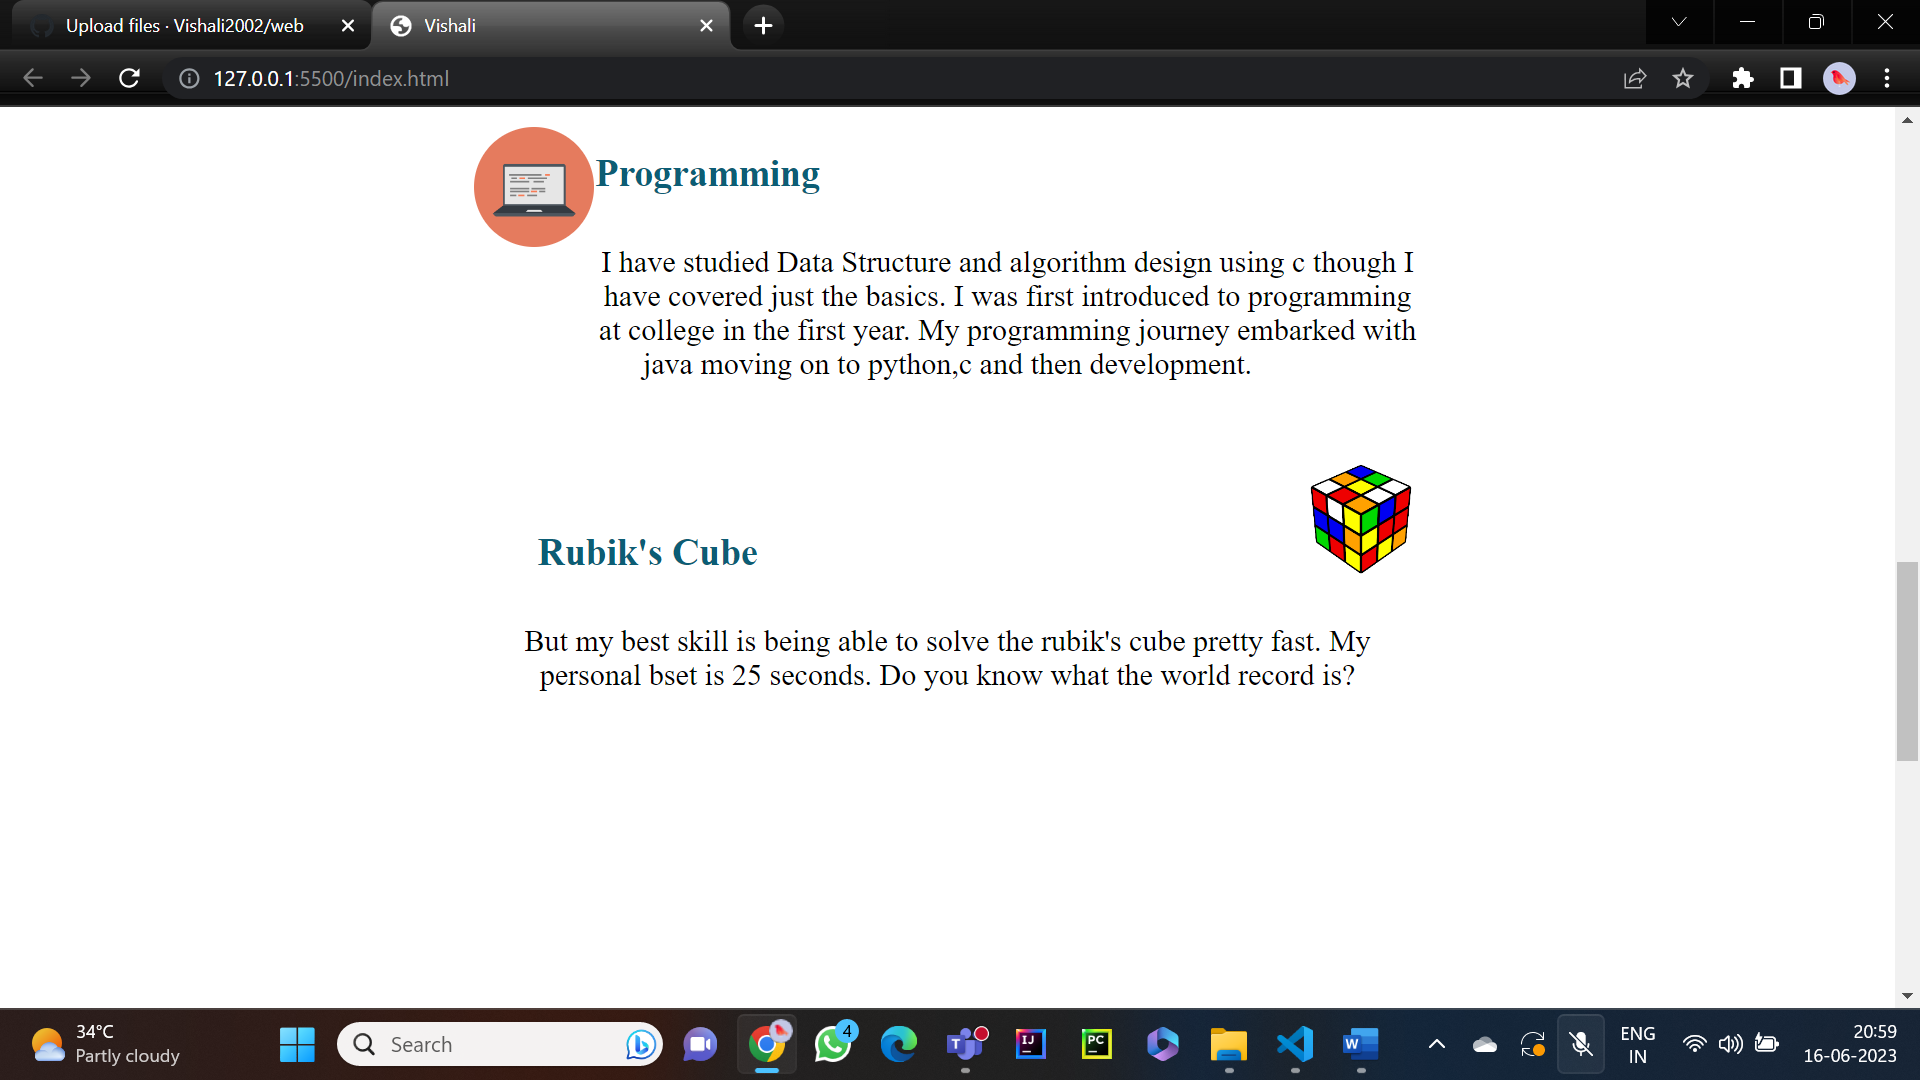 Upload files · Vishali2002/web
Vishali
127.0.0.1:5500/index.html
Programming
I have studied Data Structure and algorithm design using c though I
have covered just the basics. I was first introduced to programming
at college in the first year. My programming journey embarked with
java moving on to python,c and then development.
Rubik's Cube
But my best skill is being able to solve the rubik's cube pretty fast. My
personal bset is 25 seconds. Do you know what the world record is?
34°C
Partly cloudy
Search
4
T
IJ
PC
W
ENG
IN
20:59
16-06-2023